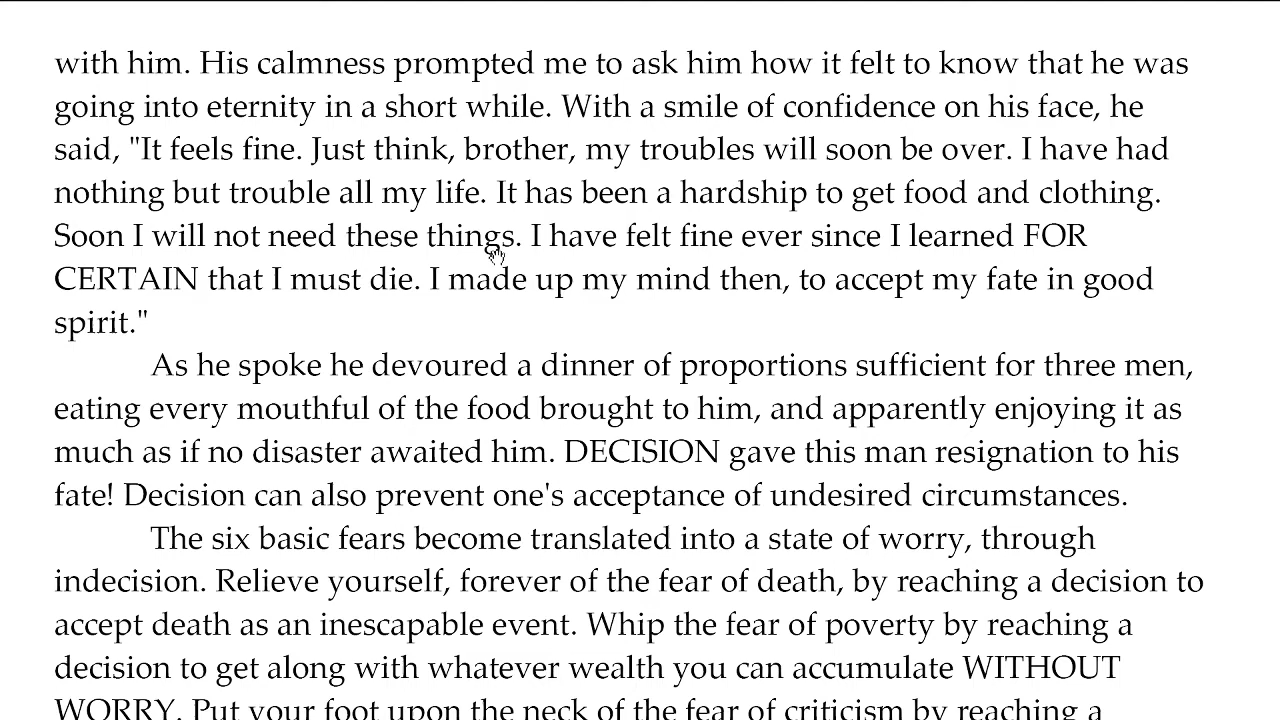 with him. His calmness prompted me to ask him how it felt to know that he was
going into eternity in a short while. With a smile of confidence on his face, he
said, "It feels fine. Just think, brother, my troubles will soon be over. I have had
nothing but trouble all my life. It has been a hardship to get food and clothing.
Soon I will not need these things. I have felt fine ever since I learned FOR
CERTAIN that I must die. I made up my mind then, to accept my fate in good
spirit."
As he spoke he devoured a dinner of proportions sufficient for three men,
eating every mouthful of the food brought to him, and apparently enjoying it as
much as if no disaster awaited him. DECISION gave this man resignation to his
fate! Decision can also prevent one's acceptance of undesired circumstances.
The six basic fears become translated into a state of worry, through
indecision. Relieve yourself, forever of the fear of death, by reaching a decision to
accept death as an inescapable event. Whip the fear of poverty by reaching a
decision to get along with whatever wealth you can accumulate WITHOUT
WORRY. Put your foot upon the neck of the fear of criticism by reaching a